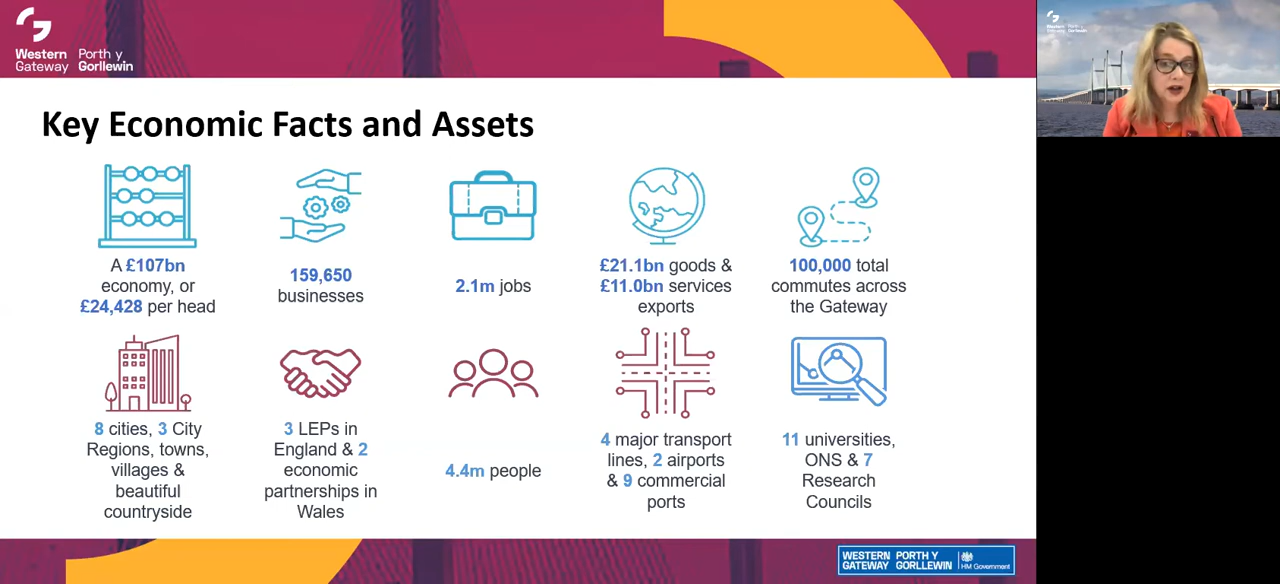 Western Porth y
Gateway Gorllewin
Key Economic Facts and Assets
A £107bn
economy, or
£24,428 per head
159,650
businesses
2.1m jobs
£21.1bn goods &
£11.0bn services
exports
100,000 total
commutes across
the Gateway
8 cities, 3 City
Regions, towns,
villages &
beautiful
countryside
3 LEPs in
England & 2
economic
partnerships in
Wales
4.4m people
4 major transport
lines, 2 airports
& 9 commercial
ports
11 universities,
ONS & 7
Research
Councils
WESTERN PORTH Y
GATEWAY GORLLEWIN
HM Government
Western Porth y
Gateway Gorllewin